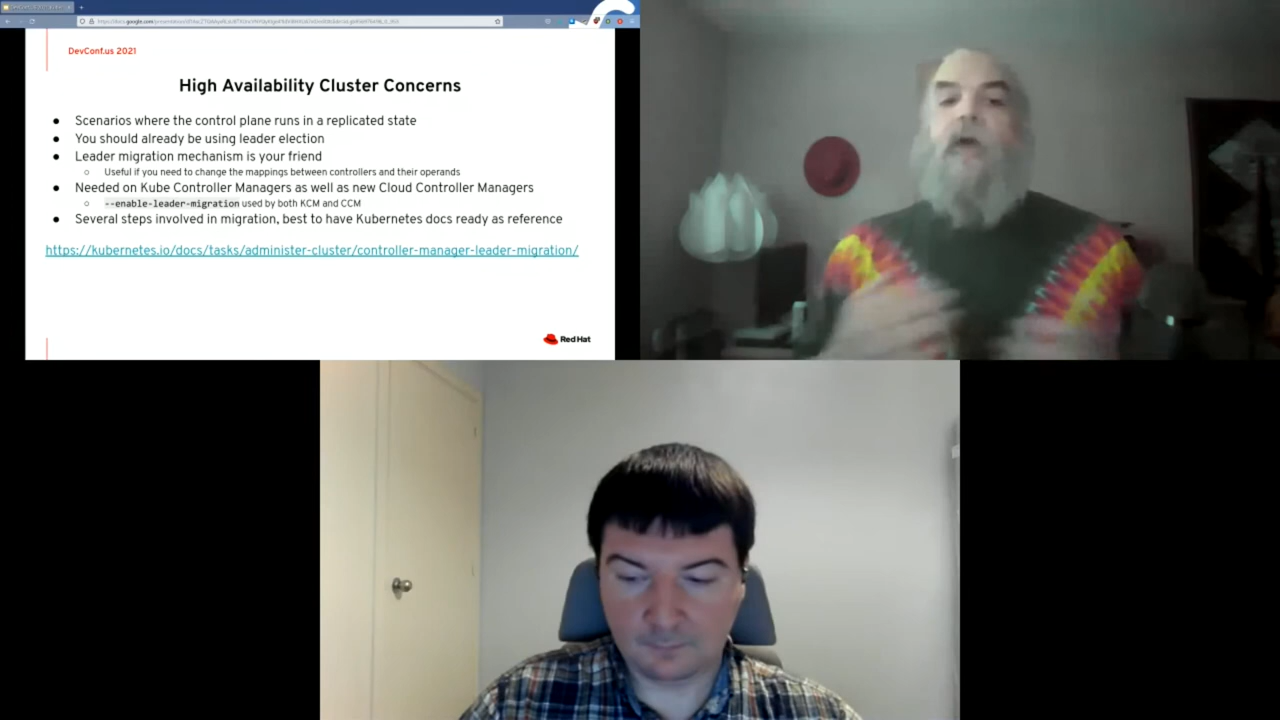 DevConf.us 2021
High Availability Cluster Concerns
● Scenarios where the control plane runs in a replicated state
● You should already be using leader election
● Leader migration mechanism is your friend
○ Useful if you need to change the mappings between controllers and their operands
● Needed on Kube Controller Managers as well as new Cloud Controller Managers
○ --enable-leader-migration used by both KCM and CCM
● Several steps involved in migration, best to have Kubernetes docs ready as reference
https://kubernetes.io/docs/tasks/administer-cluster/controller-manager-leader-migration/
Red Hat